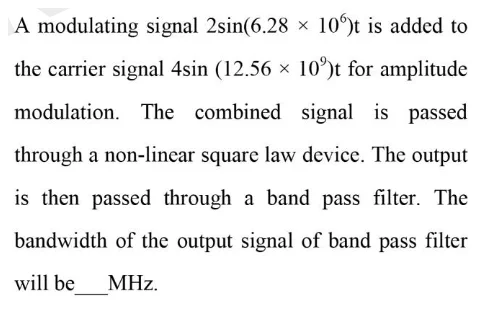 A modulating signal 2sin(6.28 × 10⁶)t is added to
the carrier signal 4sin (12.56 × 10⁹)t for amplitude
modulation. The combined signal is passed
through a non-linear square law device. The output
is then passed through a band pass filter. The
bandwidth of the output signal of band pass filter
will be___MHz.